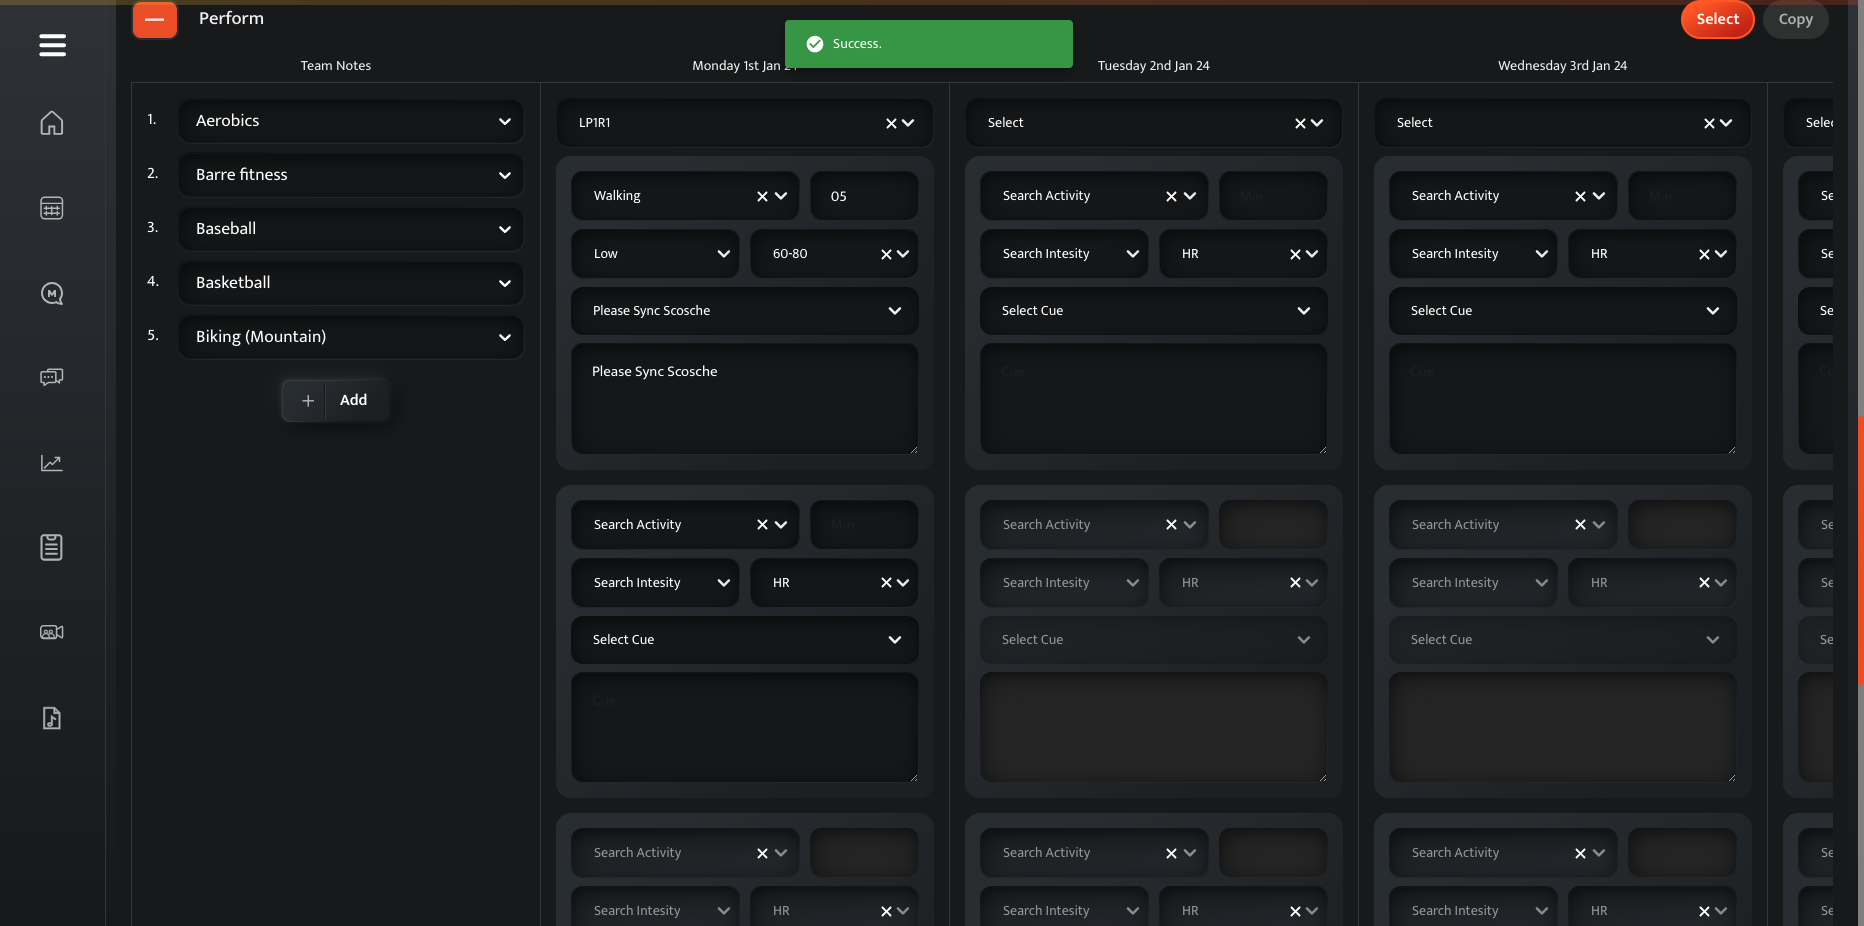 Perform
Success.
Select
Copy
Team Notes
Monday 1st Jan 2
Tuesday 2nd Jan 24
Wednesday 3rd Jan 24
1. Aerobics
2. Barre fitness
3. Baseball
4. Basketball
5. Biking (Mountain)
+ Add
LP1R1
Walking
05
Low
60-80
Please Sync Scosche
Please Sync Scosche
Search Activity
Min
Search Intesity
HR
Select Cue
Cue
Search Activity
Search Intesity
HR
Select
Search Activity
Min
Search Intesity
HR
Select Cue
Cue
Search Activity
Search Intesity
HR
Select Cue
Search Activity
Search Intesity
HR
Select
Search Activity
Min
Search Intesity
HR
Select Cue
Cue
Search Activity
Search Intesity
HR
Select Cue
Search Activity
Search Intesity
HR
Selec
Se
Se
Se
Cu
Se
Se
Se
Se
Se
M